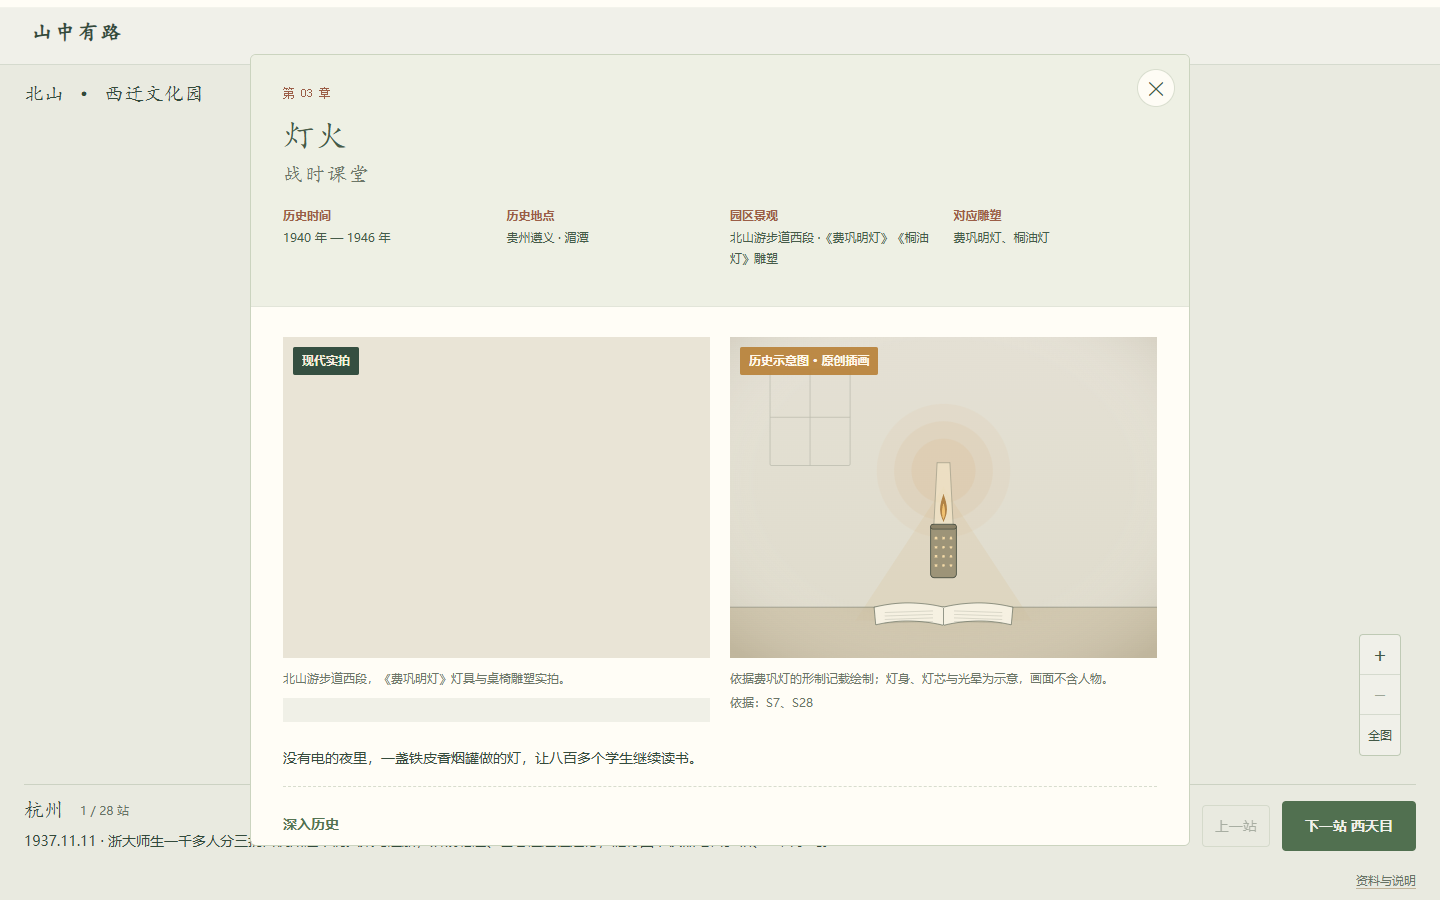 山中有路
北山 • 西迁文化园
第 03 章
灯火
战时课堂
历史时间
1940 年 — 1946 年
历史地点
贵州遵义 · 湄潭
园区景观
北山游步道西段 · 《费巩明灯》《桐油
灯》雕塑
对应雕塑
费巩明灯、桐油灯
现代实拍
历史示意图 • 原创插画
北山游步道西段，《费巩明灯》灯具与桌椅雕塑实拍。
依据费巩灯的形制记载绘制；灯身、灯芯与光晕为示意，画面不含人物。
依据：S7、S28
没有电的夜里，一盏铁皮香烟罐做的灯，让八百多个学生继续读书。
深入历史
+
−
全图
杭州 1 / 28 站
1937.11.11 · 浙大师生一千多人分三
上一站
下一站 西天目
资料与说明